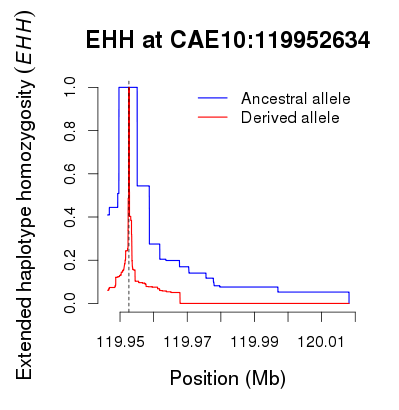 EHH at CAE10:119952634
Extended haplotype homozygosity (EHH)
1.0
0.8
0.6
0.4
0.2
0.0
Ancestral allele
Derived allele
119.95 119.97 119.99 120.01
Position (Mb)